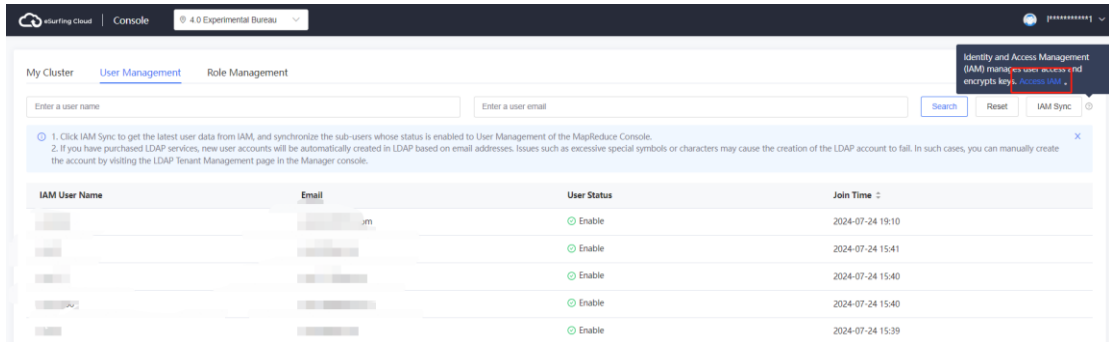 eSurfing Cloud | Console 4.0 Experimental Bureau l***********1
Identity and Access Management
(IAM) manages user access and
encrypts keys. Access IAM 。
My Cluster User Management Role Management
Enter a user name Enter a user email Search Reset IAM Sync
1. Click IAM Sync to get the latest user data from IAM, and synchronize the sub-users whose status is enabled to User Management of the MapReduce Console.
2. If you have purchased LDAP services, new user accounts will be automatically created in LDAP based on email addresses. Issues such as excessive special symbols or characters may cause the creation of the LDAP account to fail. In such cases, you can manually create
the account by visiting the LDAP Tenant Management page in the Manager console.
IAM User Name Email User Status Join Time
Enable 2024-07-24 19:10
Enable 2024-07-24 15:41
Enable 2024-07-24 15:40
Enable 2024-07-24 15:40
Enable 2024-07-24 15:39